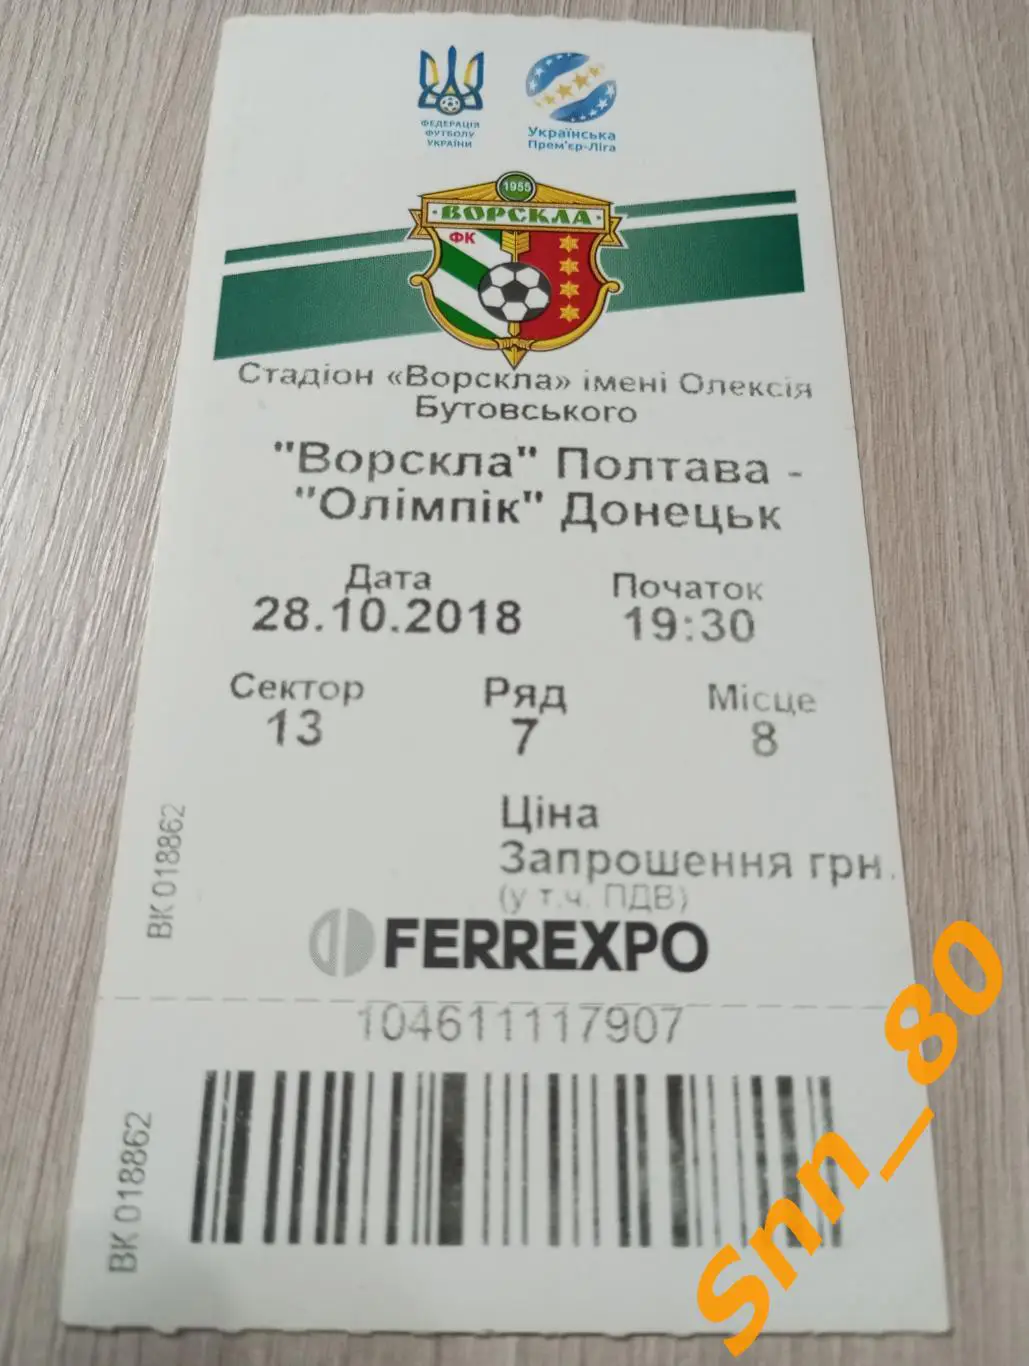 ФЕДЕРАЦІЯ
ФУТБОЛУ
УКРАЇНИ
Українська
Прем'єр-Ліга
1955
ВОРСКЛА
ФК
Стадіон «Ворскла» імені Олексія
Бутовського
"Ворскла" Полтава -
"Олімпік" Донецьк
Дата
28.10.2018
Початок
19:30
Сектор
13
Ряд
7
Місце
8
Ціна
Запрошення грн.
(у т.ч. ПДВ)
FERREXPO
ВК 018862
104611117907
ВК 018862
Snn_80